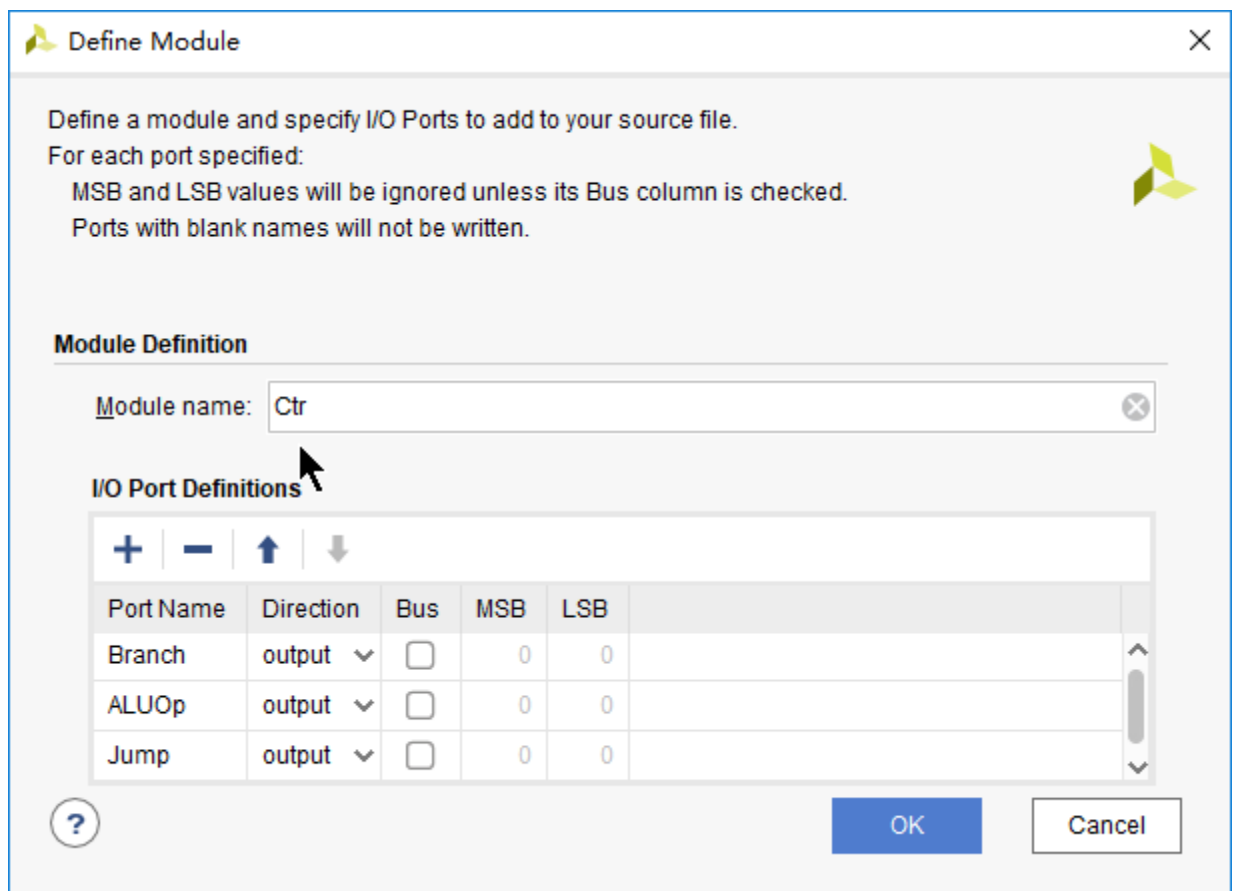 Define Module
Define a module and specify I/O Ports to add to your source file.
For each port specified:
MSB and LSB values will be ignored unless its Bus column is checked.
Ports with blank names will not be written.
Module Definition
Module name: Ctr
I/O Port Definitions
Port Name Direction Bus MSB LSB
Branch output 0 0
ALUOp output 0 0
Jump output 0 0
? OK Cancel